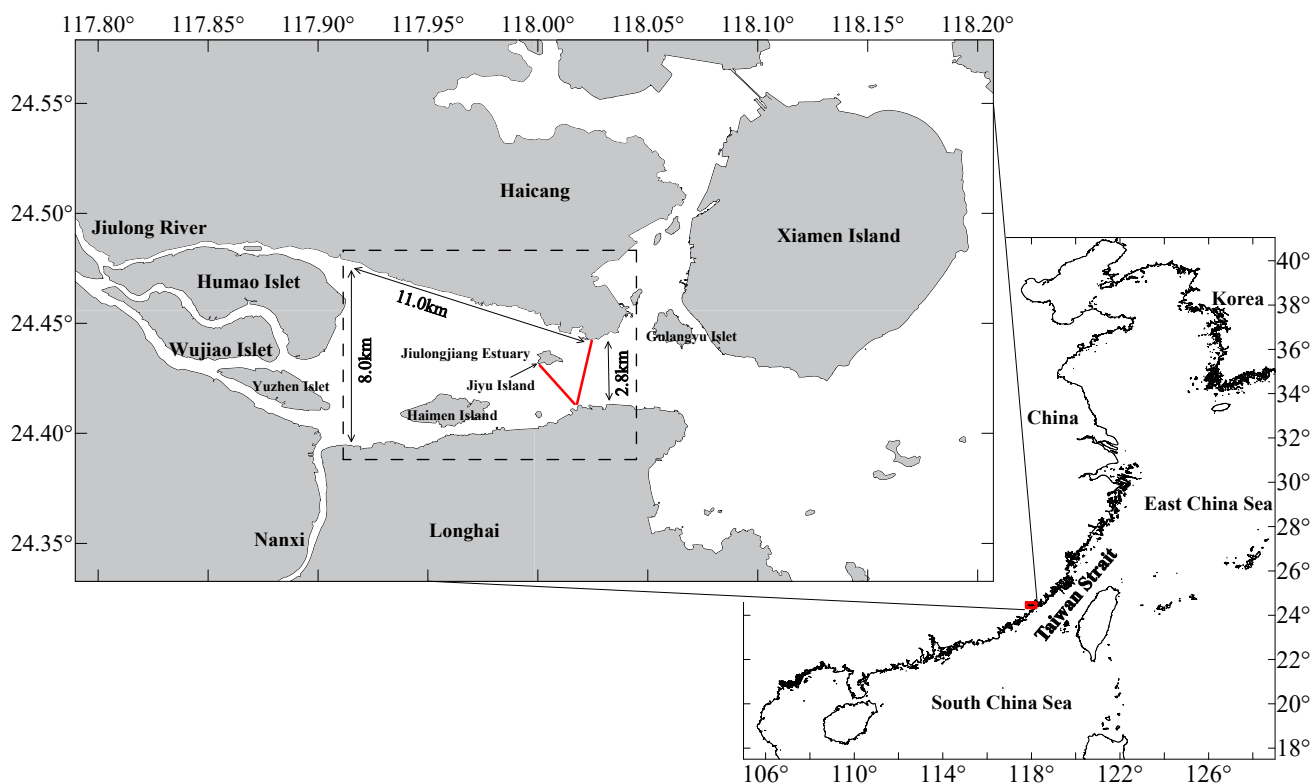 117.80° 117.85° 117.90° 117.95° 118.00° 118.05° 118.10° 118.15° 118.20°
24.55°
24.50°
24.45°
24.40°
24.35°
Haicang
Jiulong River
Xiamen Island
Humao Islet
11.0km
Gulangyu Islet
Wujiao Islet
Jiulongjiang Estuary
8.0km
2.8km
Yuzhen Islet
Jiyu Island
Haimen Island
Nanxi
Longhai
40°
38°
36°
34°
32°
30°
28°
26°
24°
22°
20°
18°
Korea
China
East China Sea
Taiwan Strait
South China Sea
106° 110° 114° 118° 122° 126°